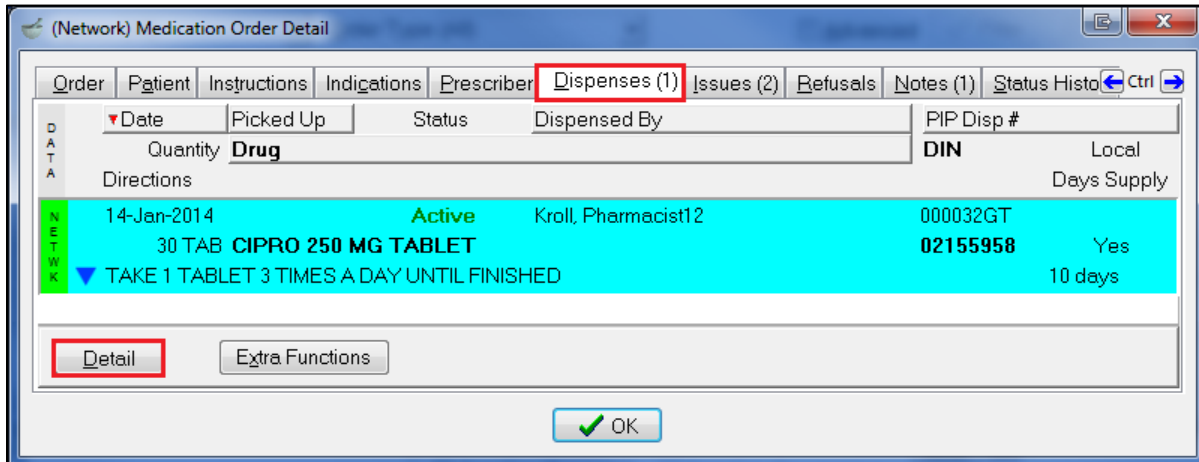 (Network) Medication Order Detail
Order Patient Instructions Indications Prescriber Dispenses (1) Issues (2) Refusals Notes (1) Status Histo Ctrl
DATA
Date Picked Up Status Dispensed By PIP Disp #
Quantity Drug DIN Local
Directions Days Supply
NETWK
14-Jan-2014 Active Kroll, Pharmacist12 000032GT
30 TAB CIPRO 250 MG TABLET 02155958 Yes
TAKE 1 TABLET 3 TIMES A DAY UNTIL FINISHED 10 days
Detail Extra Functions
OK